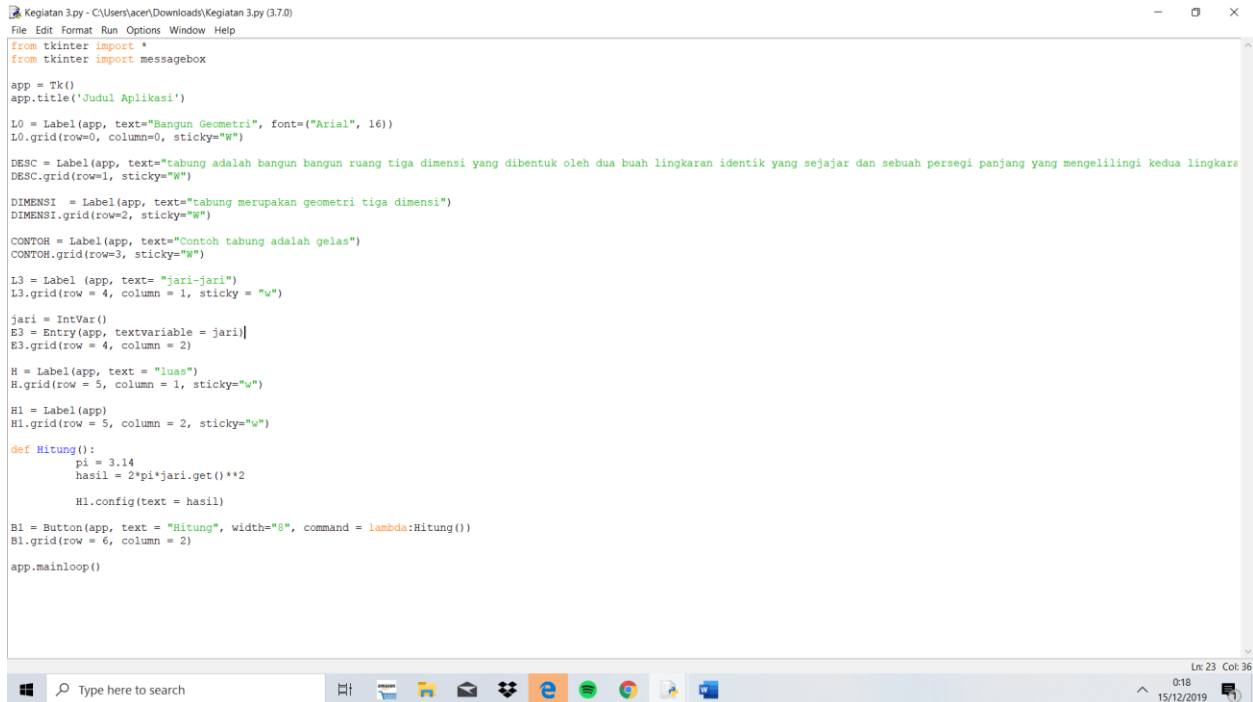 Kegiatan 3.py - C:\Users\acer\Downloads\Kegiatan 3.py (3.7.0)
File Edit Format Run Options Window Help
from tkinter import *
from tkinter import messagebox
app = Tk()
app.title('Judul Aplikasi')
L0 = Label(app, text="Bangun Geometri", font=("Arial", 16))
L0.grid(row=0, column=0, sticky="W")
DESC = Label(app, text="tabung adalah bangun bangun ruang tiga dimensi yang dibentuk oleh dua buah lingkaran identik yang sejajar dan sebuah persegi panjang yang mengelilingi kedua lingkara
DESC.grid(row=1, sticky="W")
DIMENSI  = Label(app, text="tabung merupakan geometri tiga dimensi")
DIMENSI.grid(row=2, sticky="W")
CONTOH = Label(app, text="Contoh tabung adalah gelas")
CONTOH.grid(row=3, sticky="W")
L3 = Label (app, text= "jari-jari")
L3.grid(row = 4, column = 1, sticky = "w")
jari = IntVar()
E3 = Entry(app, textvariable = jari)
E3.grid(row = 4, column = 2)
H = Label(app, text = "luas")
H.grid(row = 5, column = 1, sticky="w")
H1 = Label(app)
H1.grid(row = 5, column = 2, sticky="w")
def Hitung():
pi = 3.14
hasil = 2*pi*jari.get()**2
H1.config(text = hasil)
B1 = Button(app, text = "Hitung", width="8", command = lambda:Hitung())
B1.grid(row = 6, column = 2)
app.mainloop()
Ln: 23 Col: 36
Type here to search
amazon
0:18
15/12/2019
1